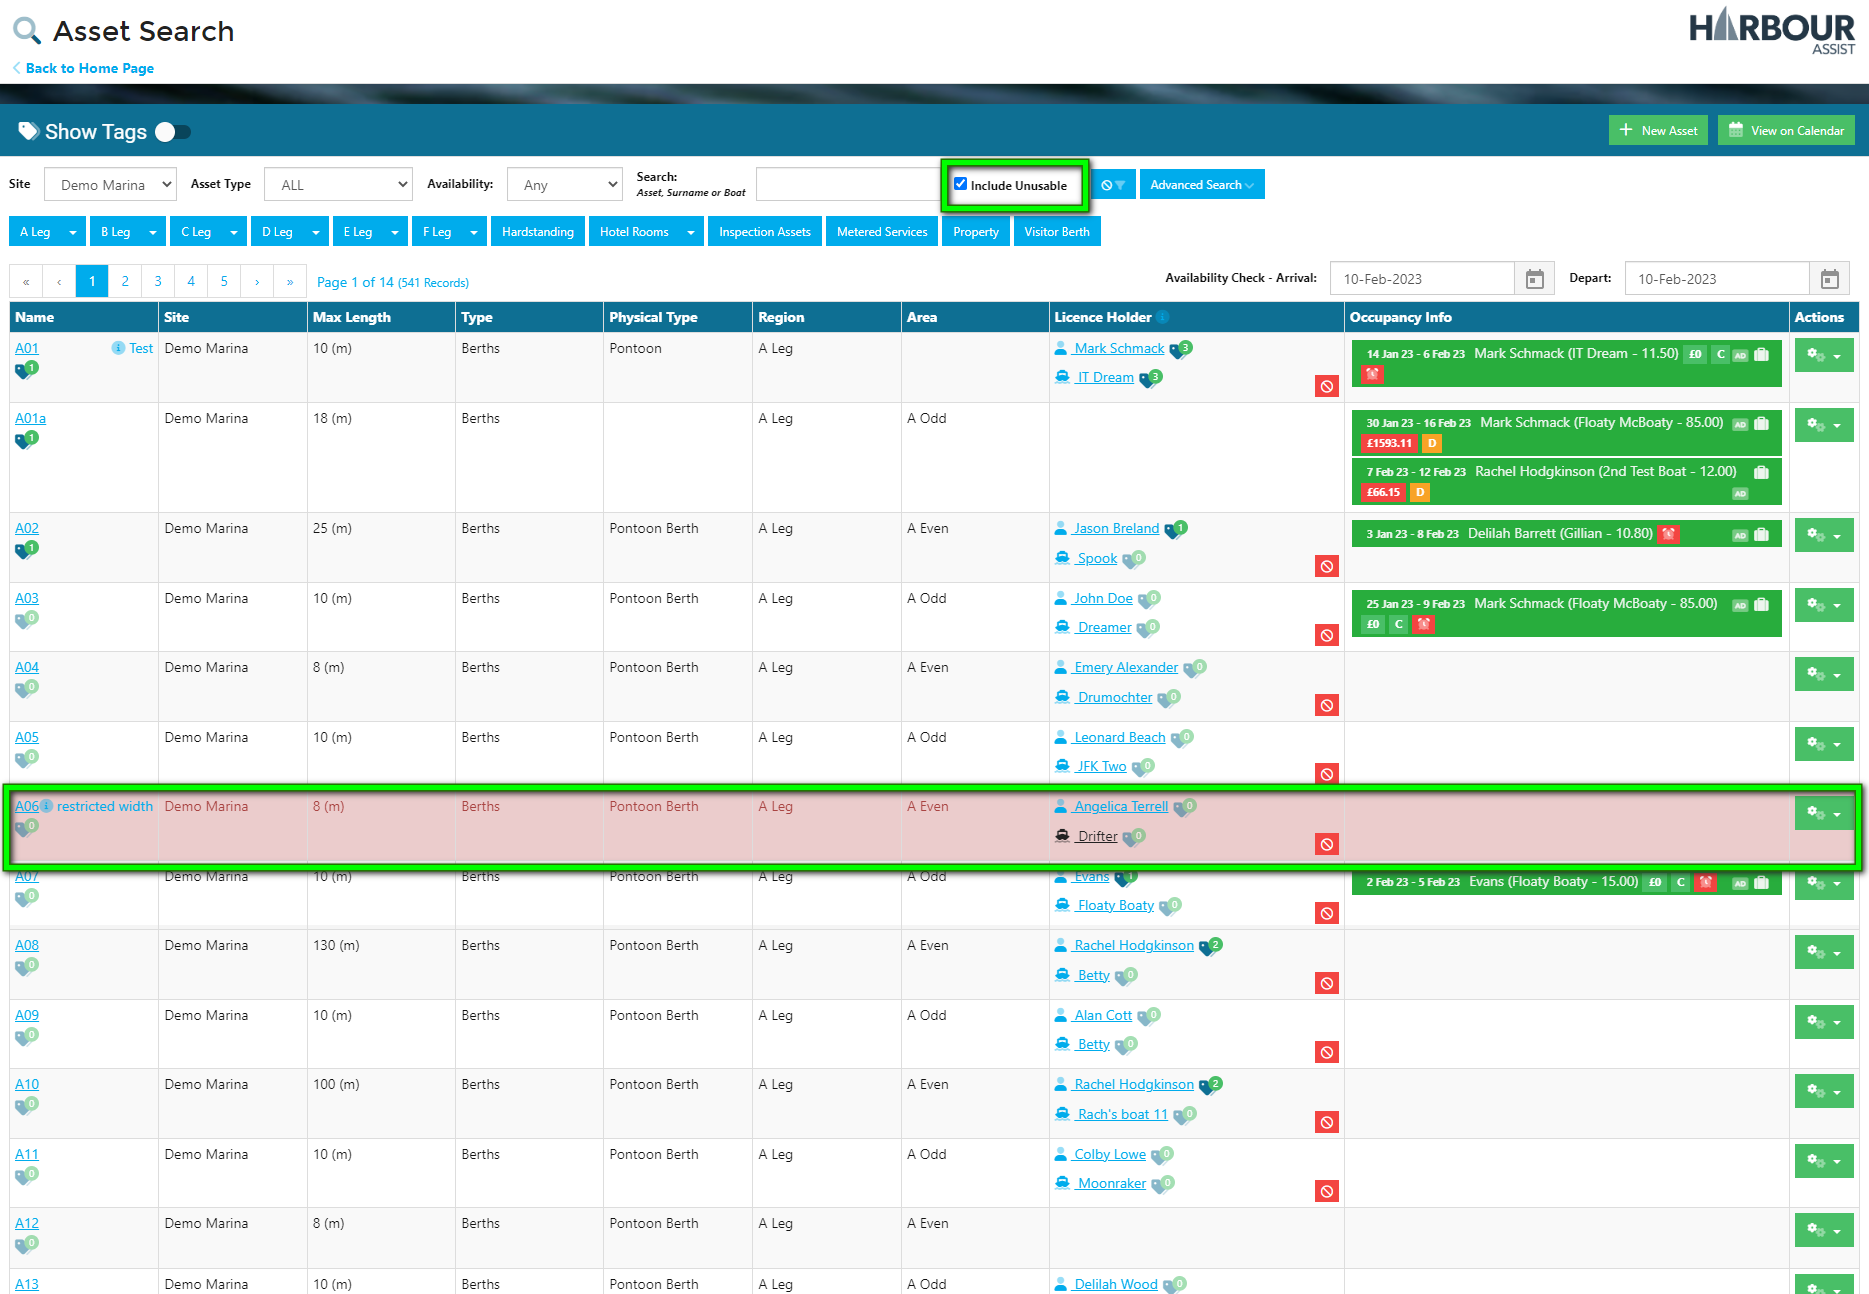 Asset Search
HARBOUR
ASSIST
Back to Home Page
Show Tags
New Asset
View on Calendar
Site
Demo Marina
Asset Type
ALL
Availability:
Any
Search:
Asset, Surname or Boat
Include Unusable
Advanced Search
A Leg
B Leg
C Leg
D Leg
E Leg
F Leg
Hardstanding
Hotel Rooms
Inspection Assets
Metered Services
Property
Visitor Berth
« ‹ 1 2 3 4 5 › »
Page 1 of 14 (541 Records)
Availability Check - Arrival:
10-Feb-2023
Depart:
10-Feb-2023
Name Site Max Length Type Physical Type Region Area Licence Holder Occupancy Info Actions
A01 Test Demo Marina 10 (m) Berths Pontoon A Leg Mark Schmack 3 14 Jan 23 - 6 Feb 23 Mark Schmack (IT Dream - 11.50) £0 C AD
1 IT Dream 3
A01a Demo Marina 18 (m) Berths A Leg A Odd 30 Jan 23 - 16 Feb 23 Mark Schmack (Floaty McBoaty - 85.00) AD
1 £1593.11 D
7 Feb 23 - 12 Feb 23 Rachel Hodgkinson (2nd Test Boat - 12.00)
£66.15 D AD
A02 Demo Marina 25 (m) Berths Pontoon Berth A Leg A Even Jason Breland 1 3 Jan 23 - 8 Feb 23 Delilah Barrett (Gillian - 10.80) AD
1 Spook 0
A03 Demo Marina 10 (m) Berths Pontoon Berth A Leg A Odd John Doe 0 25 Jan 23 - 9 Feb 23 Mark Schmack (Floaty McBoaty - 85.00) AD
0 Dreamer 0 £0 C
A04 Demo Marina 8 (m) Berths Pontoon Berth A Leg A Even Emery Alexander 0
0 Drumochter 0
A05 Demo Marina 10 (m) Berths Pontoon Berth A Leg A Odd Leonard Beach 0
0 JFK Two 0
A06 restricted width Demo Marina 8 (m) Berths Pontoon Berth A Leg A Even Angelica Terrell 0
0 Drifter 0
A07 Demo Marina 10 (m) Berths Pontoon Berth A Leg A Odd Evans 1 2 Feb 23 - 5 Feb 23 Evans (Floaty Boaty - 15.00) £0 C AD
0 Floaty Boaty 0
A08 Demo Marina 130 (m) Berths Pontoon Berth A Leg A Even Rachel Hodgkinson 2
0 Betty 0
A09 Demo Marina 10 (m) Berths Pontoon Berth A Leg A Odd Alan Cott 0
0 Betty 0
A10 Demo Marina 100 (m) Berths Pontoon Berth A Leg A Even Rachel Hodgkinson 2
0 Rach's boat 11 0
A11 Demo Marina 10 (m) Berths Pontoon Berth A Leg A Odd Colby Lowe 0
0 Moonraker 0
A12 Demo Marina 8 (m) Berths Pontoon Berth A Leg A Even
0
A13 Demo Marina 10 (m) Berths Pontoon Berth A Leg A Odd Delilah Wood 0